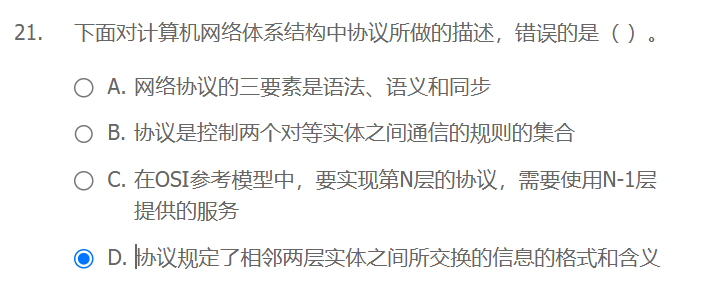 21. 下面对计算机网络体系结构中协议所做的描述，错误的是（ ）。
A. 网络协议的三要素是语法、语义和同步
B. 协议是控制两个对等实体之间通信的规则的集合
C. 在OSI参考模型中，要实现第N层的协议，需要使用N-1层
提供的服务
D. 协议规定了相邻两层实体之间所交换的信息的格式和含义